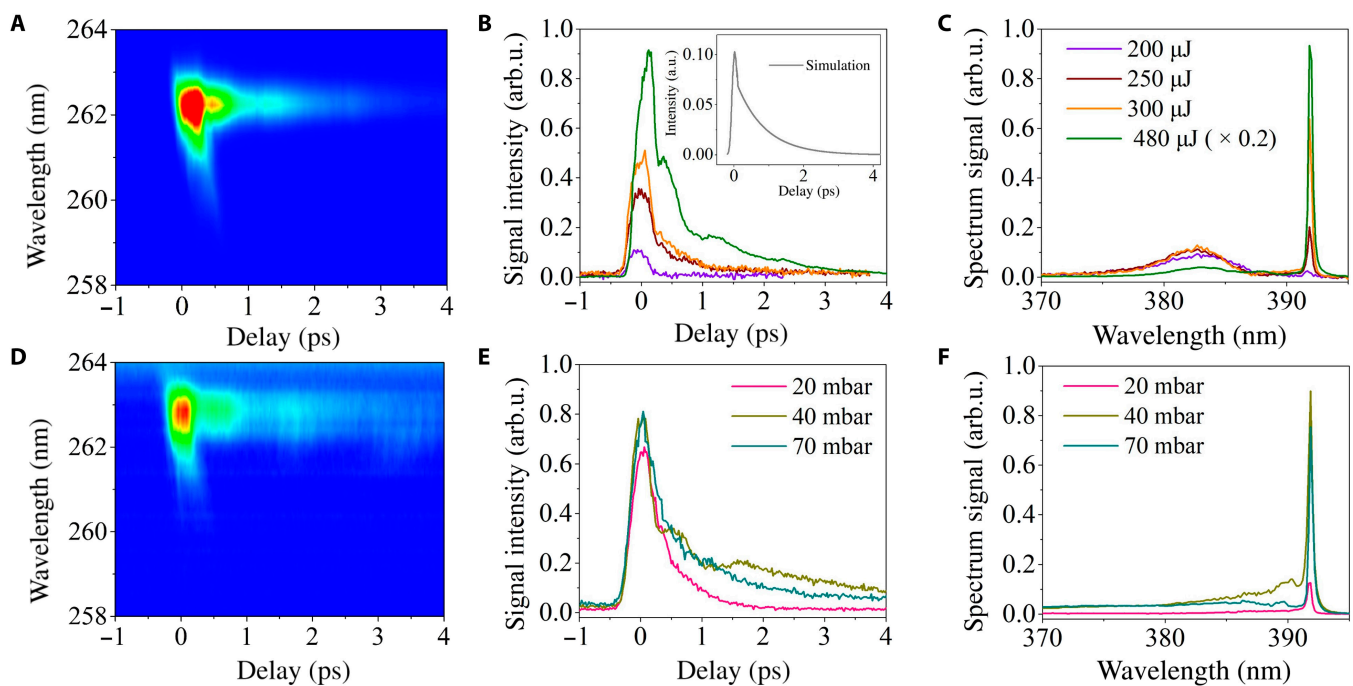 A
264
262
260
258
Wavelength (nm)
−1
0
1
2
3
4
Delay (ps)
B
1.0
0.8
0.6
0.4
0.2
0.0
Signal intensity (arb.u.)
−1
0
1
2
3
4
Delay (ps)
0.10
0.05
0.00
Intensity (a.u.)
Simulation
0
2
4
Delay (ps)
C
1.0
0.8
0.6
0.4
0.2
0.0
Spectrum signal (arb.u.)
200 μJ
250 μJ
300 μJ
480 μJ ( × 0.2)
370
380
390
Wavelength (nm)
D
264
262
260
258
Wavelength (nm)
−1
0
1
2
3
4
Delay (ps)
E
1.0
0.8
0.6
0.4
0.2
0.0
Signal intensity (arb.u.)
20 mbar
40 mbar
70 mbar
−1
0
1
2
3
4
Delay (ps)
F
1.0
0.8
0.6
0.4
0.2
0.0
Spectrum signal (arb.u.)
20 mbar
40 mbar
70 mbar
370
380
390
Wavelength (nm)